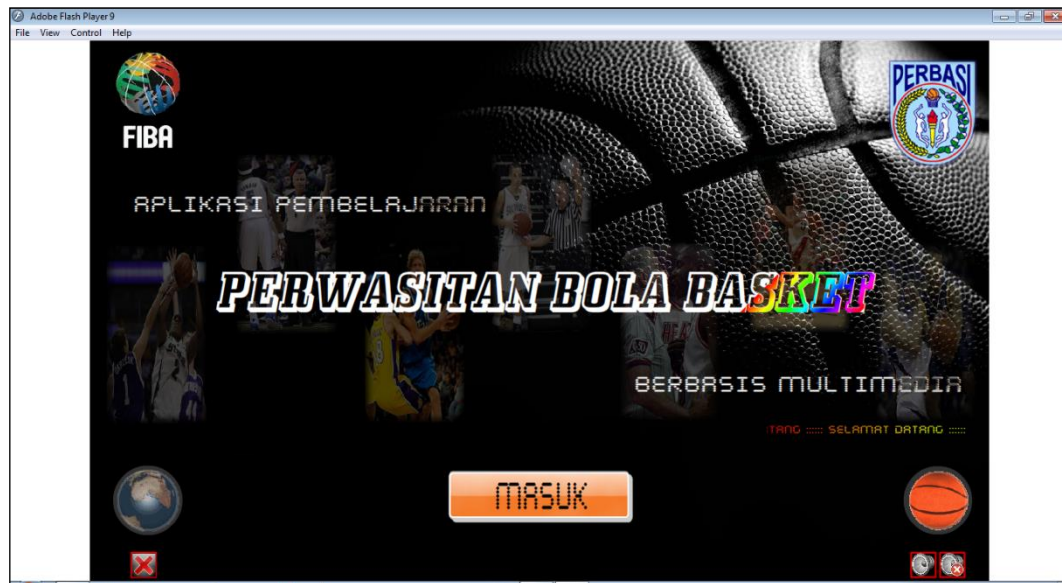 Adobe Flash Player 9
File View Control Help
FIBA
PERBASI
APLIKASI PEMBELAJARAN
PERWASITAN BOLA BASKET
BERBASIS MULTIMEDIA
TANG :::::: SELAMAT DATANG ::::::
MASUK